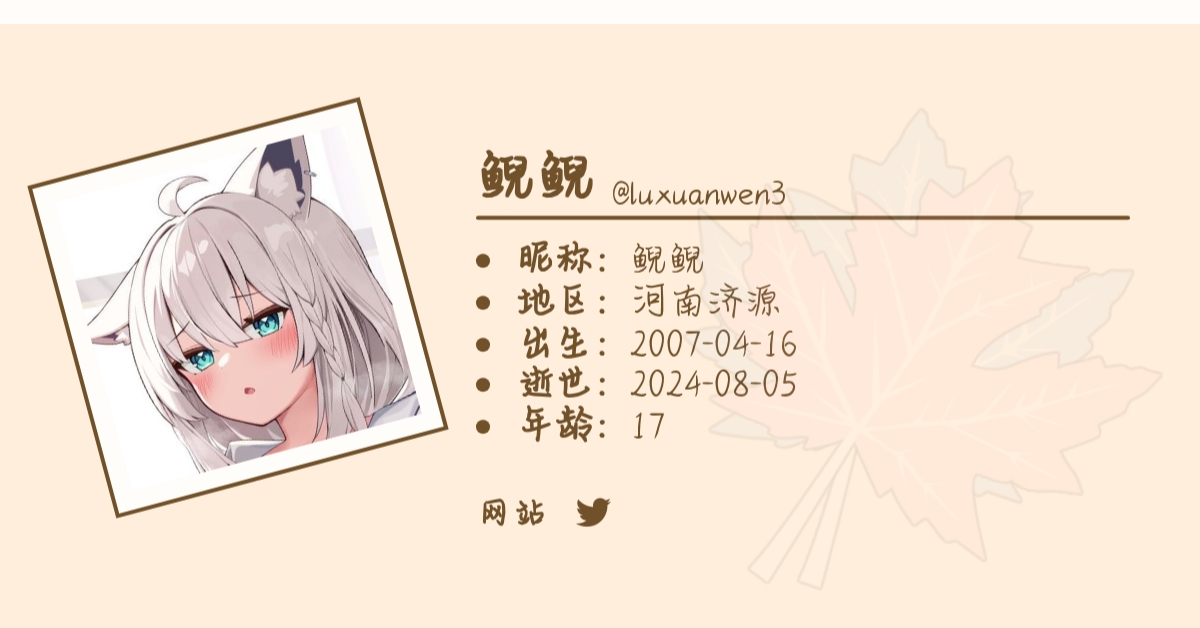 鲵鲵 @luxuanwen3
昵称：鲵鲵
地区：河南济源
出生：2007-04-16
逝世：2024-08-05
年龄：17
网站